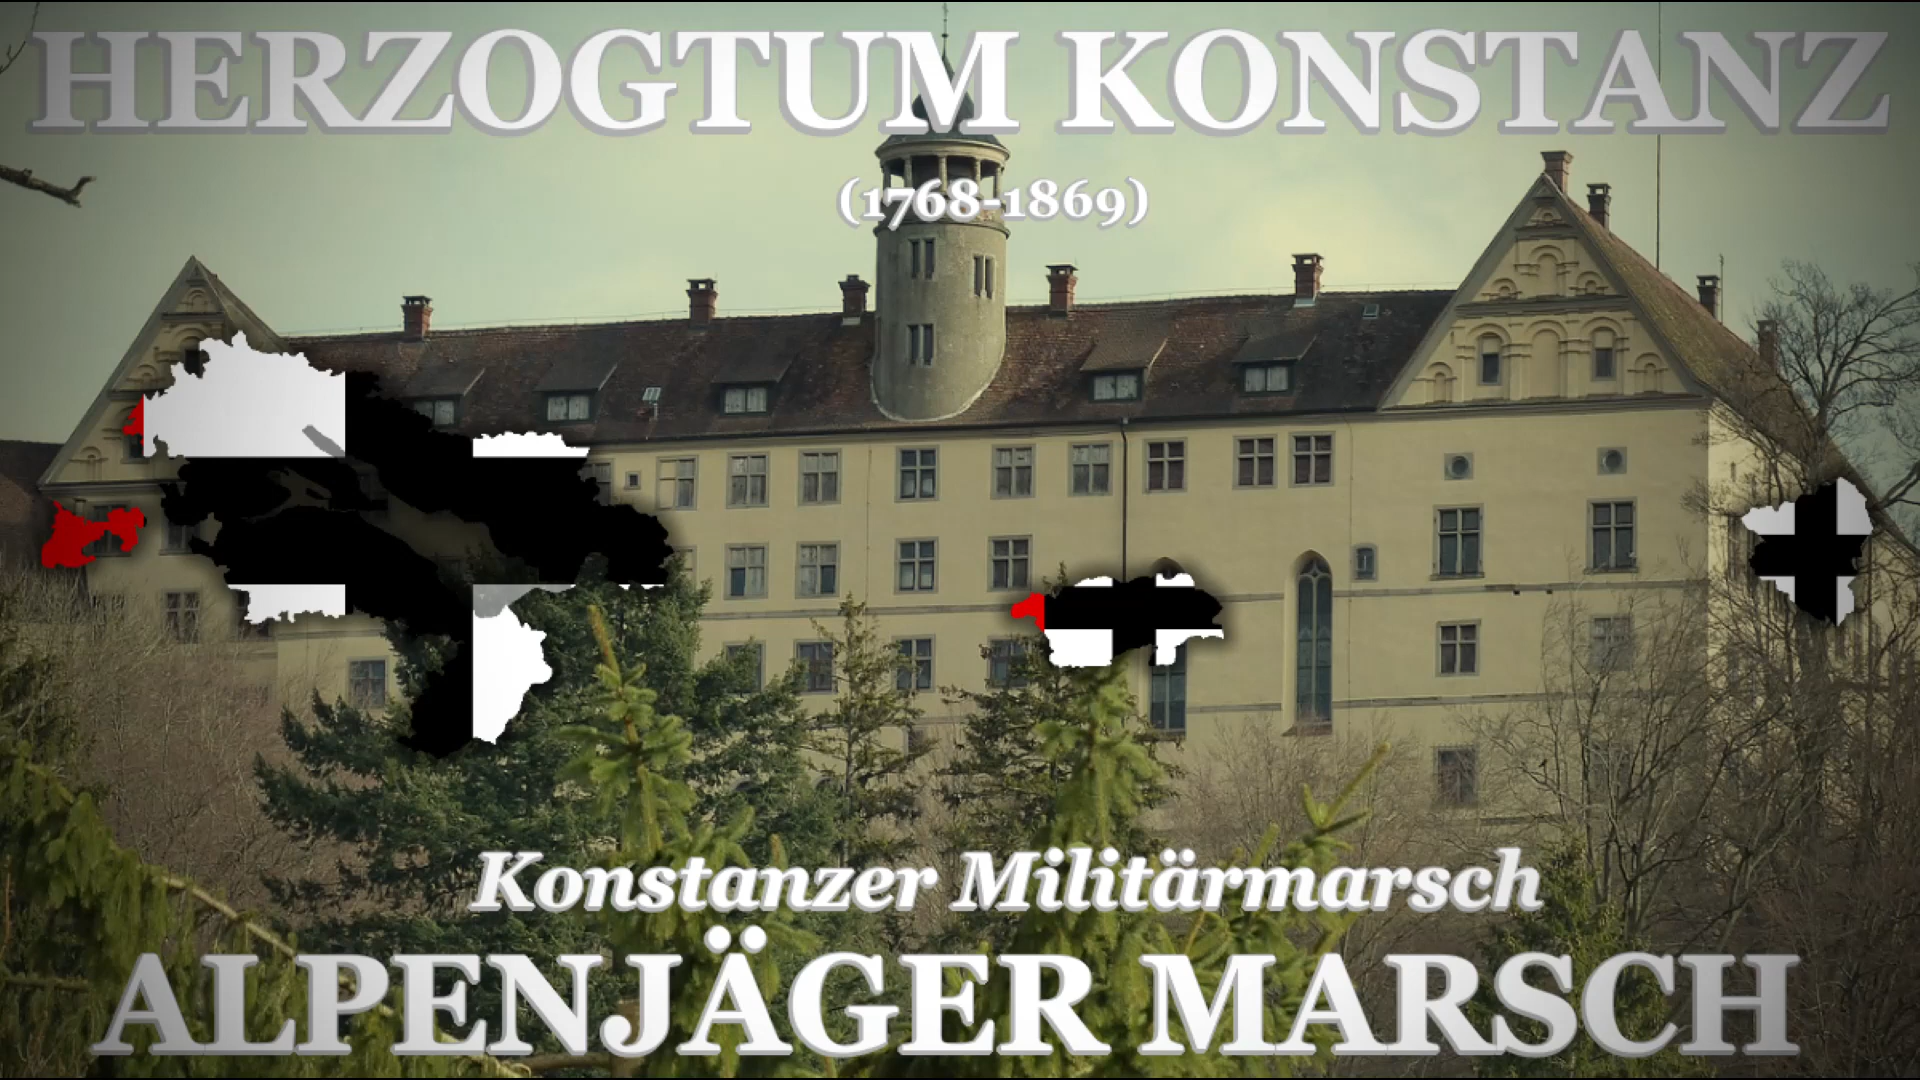 HERZOGTUM KONSTANZ
(1768-1869)
Konstanzer Militärmarsch
ALPENJÄGER MARSCH